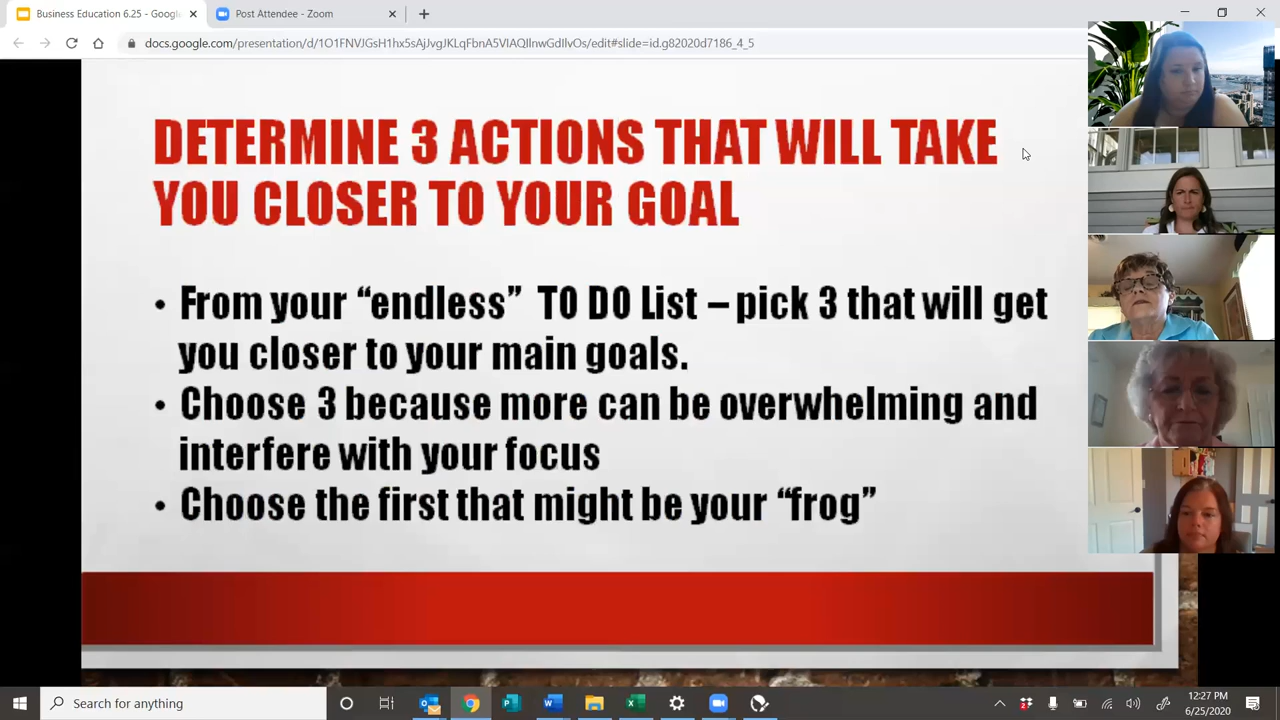 Business Education 6.25 - Google
Post Attendee - Zoom
docs.google.com/presentation/d/1O1FNVJGsH1hx5sAjJvgJKLqFbnA5VIAQJInwGdIlvOs/edit#slide=id.g82020d7186_4_5
DETERMINE 3 ACTIONS THAT WILL TAKE
YOU CLOSER TO YOUR GOAL
• From your “endless” TO DO List – pick 3 that will get
you closer to your main goals.
• Choose 3 because more can be overwhelming and
interfere with your focus
• Choose the first that might be your “frog”
Search for anything
12:27 PM
6/25/2020